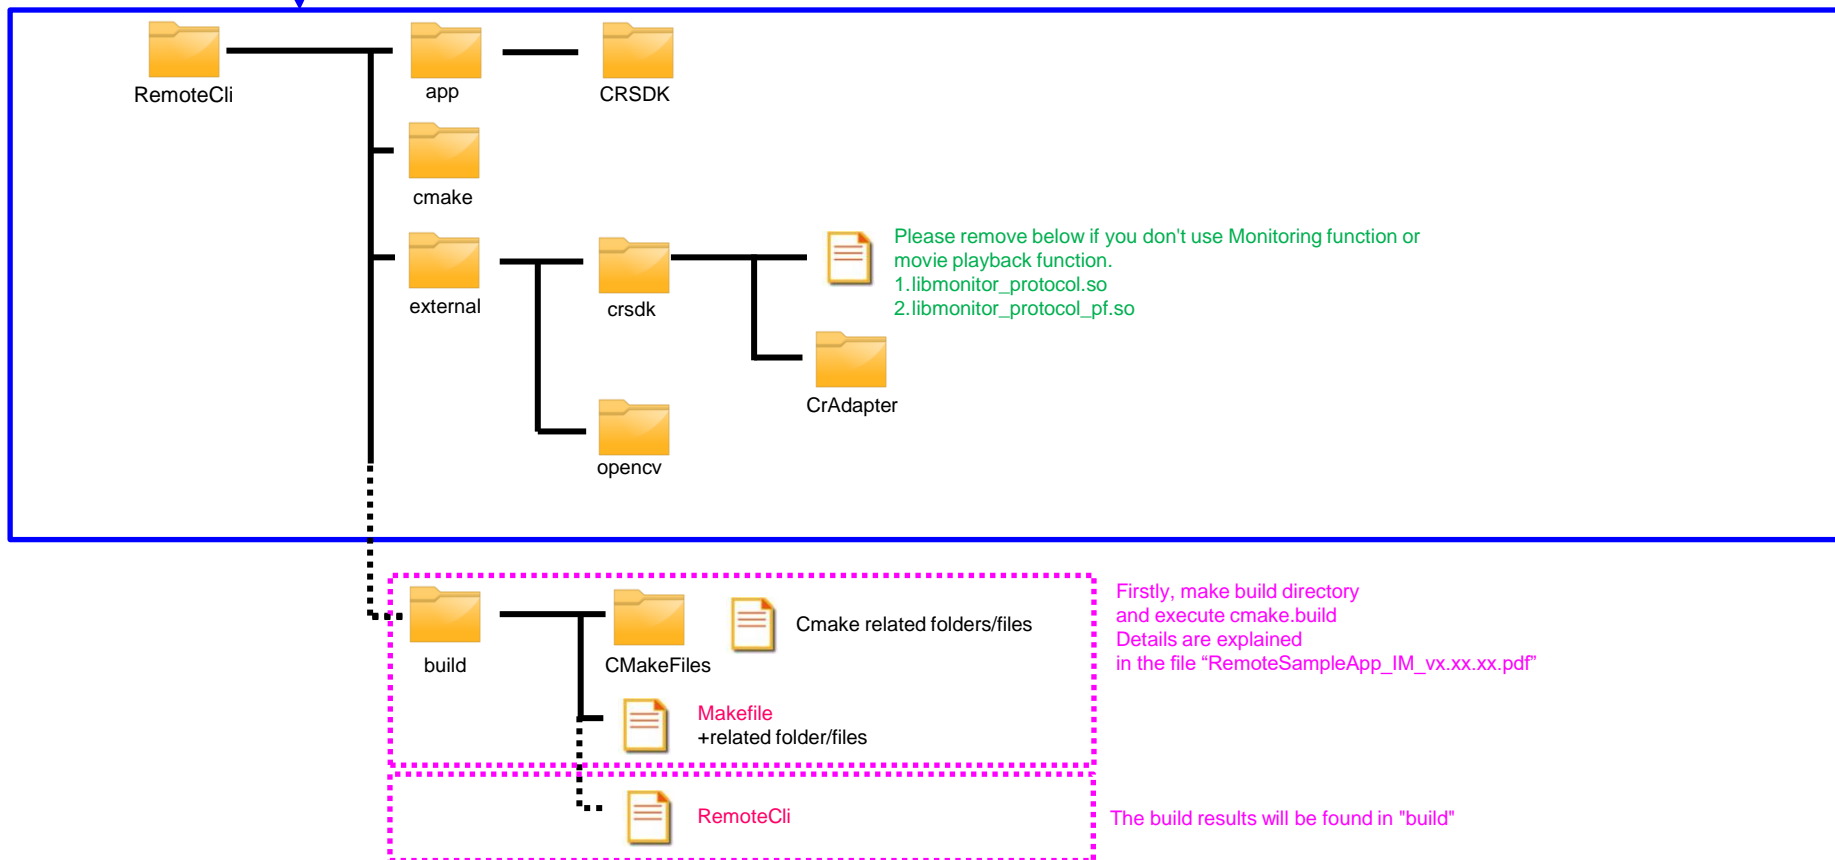 RemoteCli
app
CRSDK
cmake
external
crsdk
Please remove below if you don't use Monitoring function or
movie playback function.
1.libmonitor_protocol.so
2.libmonitor_protocol_pf.so
CrAdapter
opencv
build
CMakeFiles
Cmake related folders/files
Firstly, make build directory
and execute cmake.build
Details are explained
in the file “RemoteSampleApp_IM_vx.xx.xx.pdf”
Makefile
+related folder/files
RemoteCli
The build results will be found in "build"